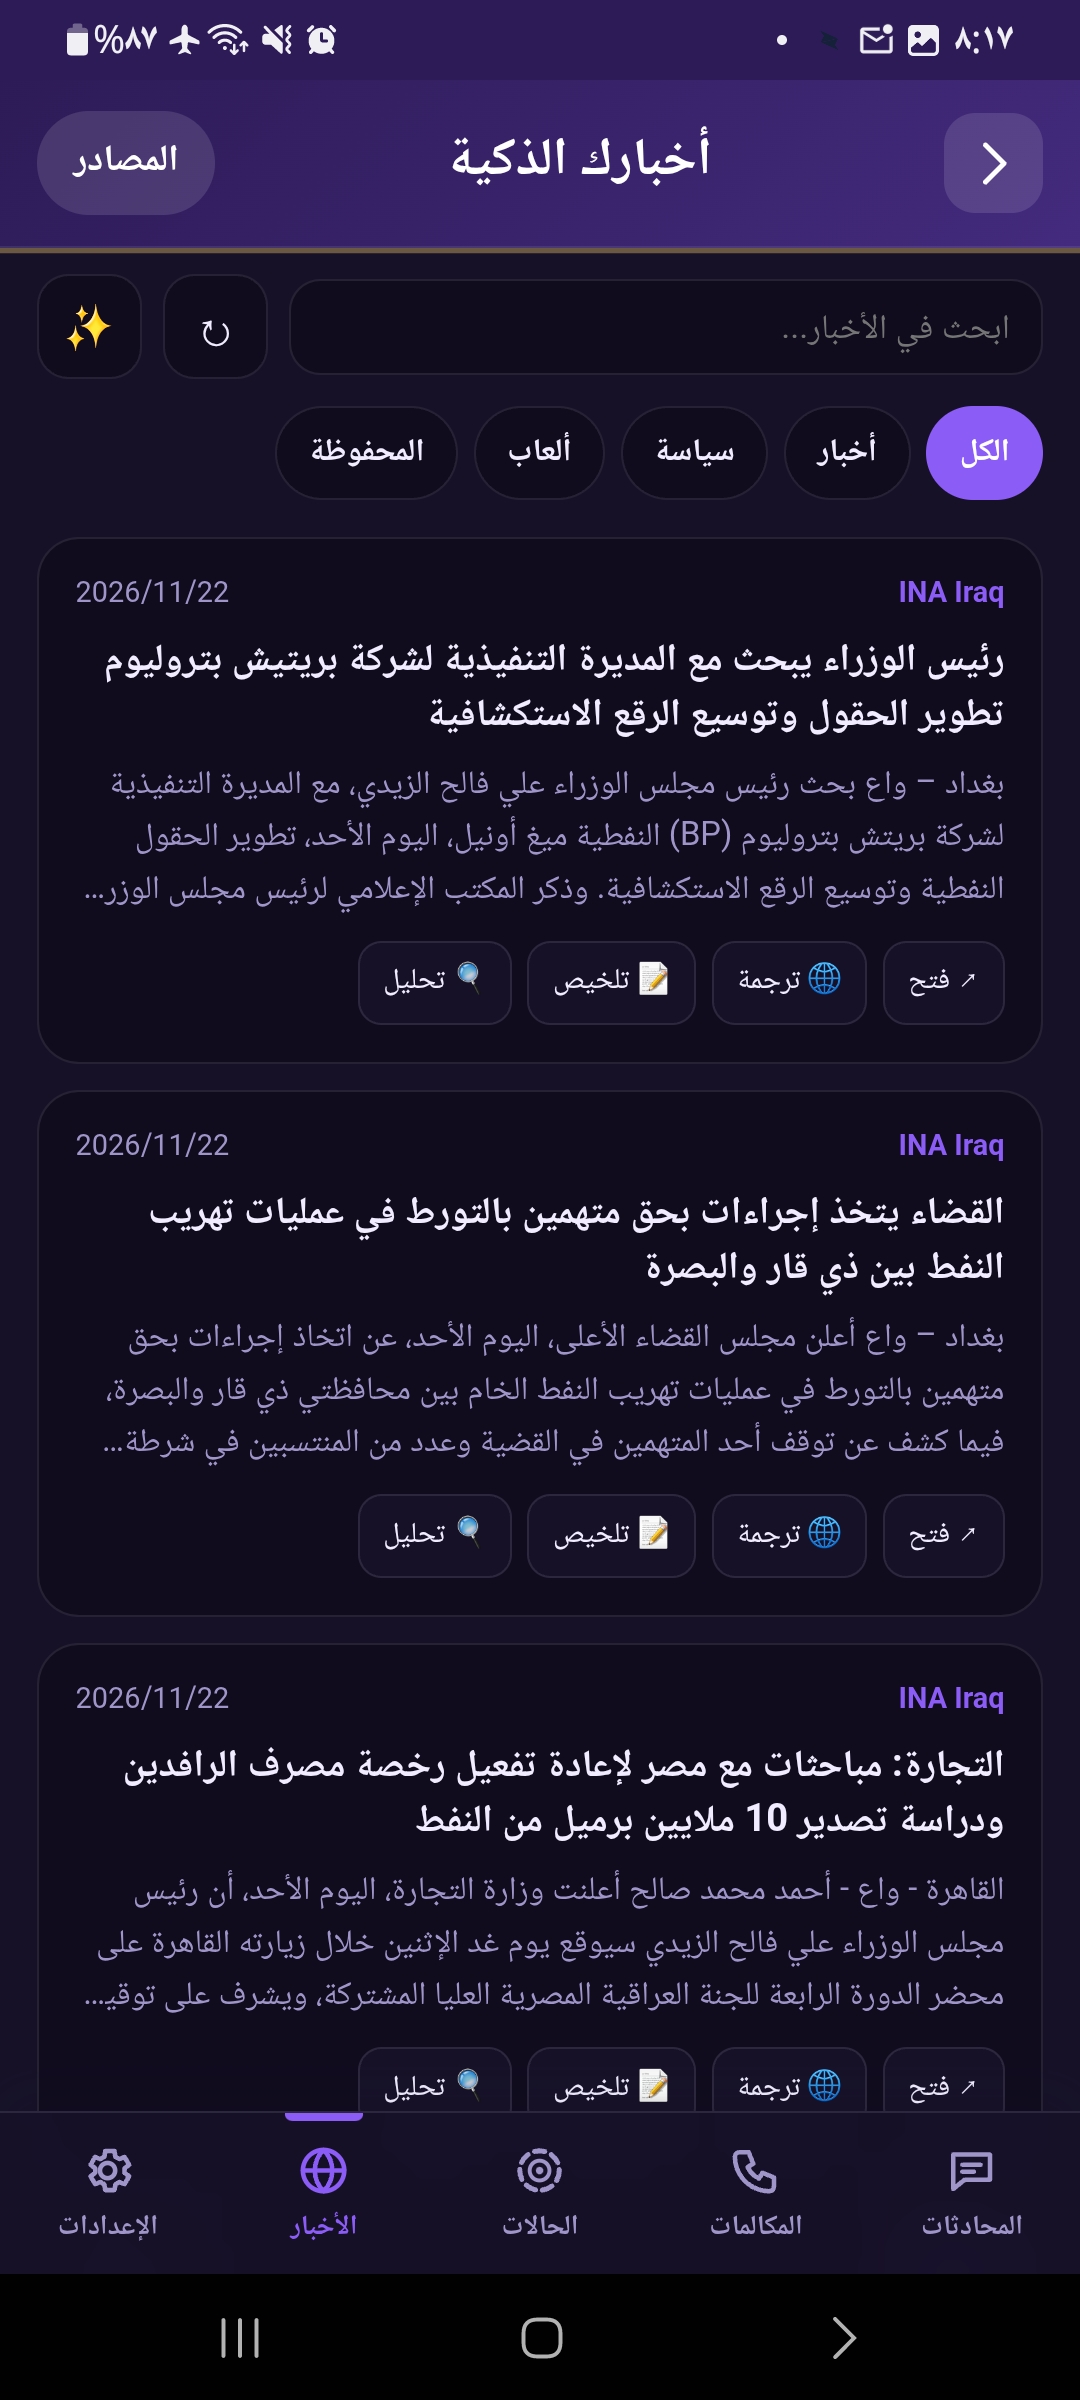 ٨:١٧
%٨٧
أخبارك الذكية
المصادر
ابحث في الأخبار...
الكل
أخبار
سياسة
ألعاب
المحفوظة
INA Iraq
2026/11/22
رئيس الوزراء يبحث مع المديرة التنفيذية لشركة بريتيش بتروليوم
تطوير الحقول وتوسيع الرقع الاستكشافية
بغداد – واع بحث رئيس مجلس الوزراء علي فالح الزيدي، مع المديرة التنفيذية
لشركة بريتش بتروليوم (BP) النفطية ميغ أونيل، اليوم الأحد، تطوير الحقول
النفطية وتوسيع الرقع الاستكشافية. وذكر المكتب الإعلامي لرئيس مجلس الوزر...
فتح
ترجمة
تلخيص
تحليل
INA Iraq
2026/11/22
القضاء يتخذ إجراءات بحق متهمين بالتورط في عمليات تهريب
النفط بين ذي قار والبصرة
بغداد – واع أعلن مجلس القضاء الأعلى، اليوم الأحد، عن اتخاذ إجراءات بحق
متهمين بالتورط في عمليات تهريب النفط الخام بين محافظتي ذي قار والبصرة،
فيما كشف عن توقف أحد المتهمين في القضية وعدد من المنتسبين في شرطة...
فتح
ترجمة
تلخيص
تحليل
INA Iraq
2026/11/22
التجارة: مباحثات مع مصر لإعادة تفعيل رخصة مصرف الرافدين
ودراسة تصدير 10 ملايين برميل من النفط
القاهرة - واع - أحمد محمد صالح أعلنت وزارة التجارة، اليوم الأحد، أن رئيس
مجلس الوزراء علي فالح الزيدي سيوقع يوم غد الإثنين خلال زيارته القاهرة على
محضر الدورة الرابعة للجنة العراقية المصرية العليا المشتركة، ويشرف على توقيـ...
فتح
ترجمة
تلخيص
تحليل
المحادثات
المكالمات
الحالات
الأخبار
الإعدادات